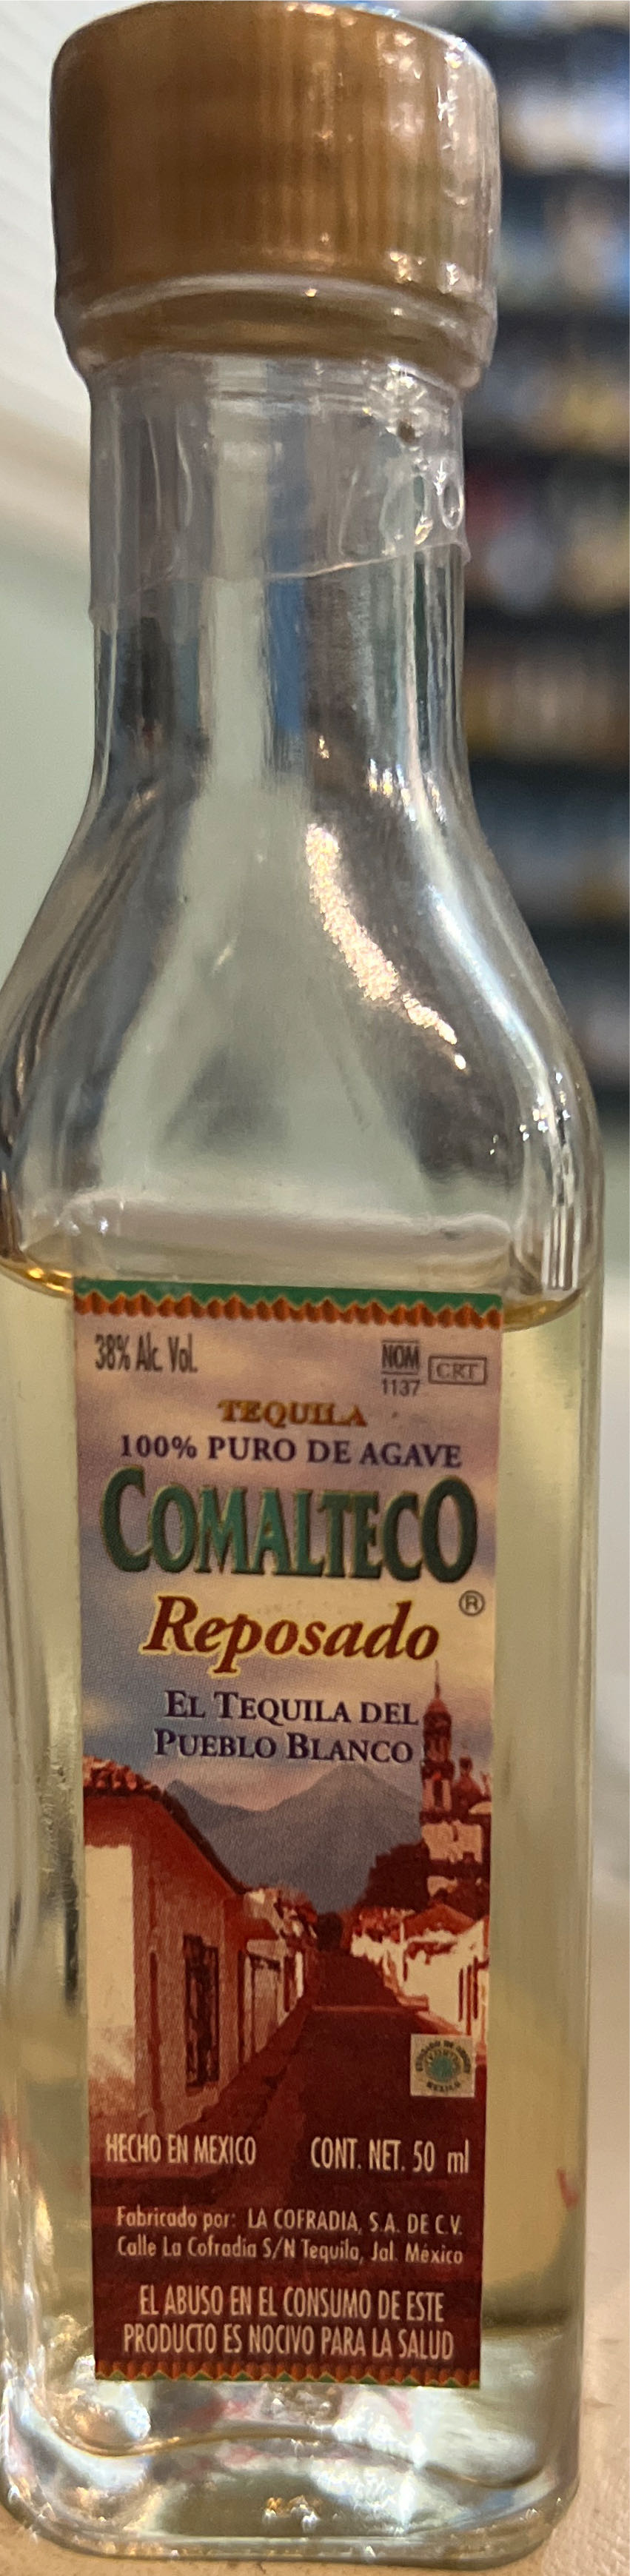 38% Alc. Vol.
NOM
1137
CRT
TEQUILA
100% PURO DE AGAVE
COMALTECO
®
Reposado
EL TEQUILA DEL
PUEBLO BLANCO
HECHO EN MEXICO
CONT. NET. 50 ml
Fabricado por: LA COFRADIA, S.A. DE C.V.
Calle La Cofradia S/N Tequila, Jal. México
EL ABUSO EN EL CONSUMO DE ESTE
PRODUCTO ES NOCIVO PARA LA SALUD